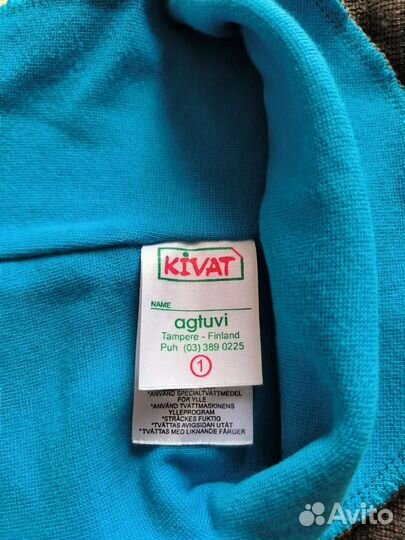 KiVAT
NAME
agtuvi
Tampere - Finland
Puh. (03) 389 0225
1
*ANVÄND SPECIALTVÄTTMEDEL
FÖR YLLE
*ANVÄND TVÄTTMASKINENS
YLLEPROGRAM
*STRÄCKES FUKTIG
*TVÄTTAS AVIGSIDAN UTÅT
*TVÄTTAS MED LIKNANDE FÄRGER
Avito